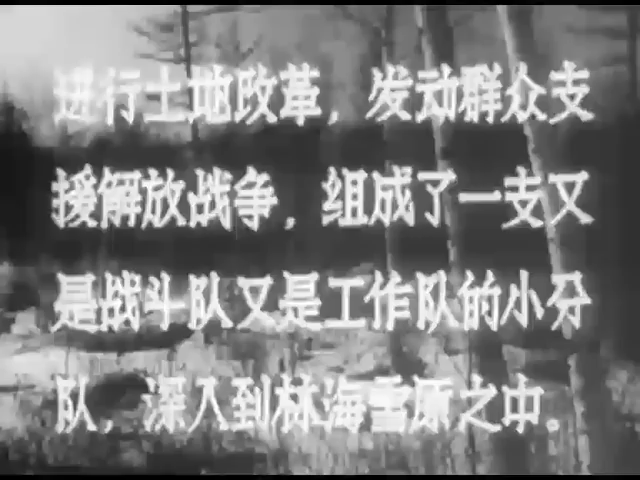 进行土地改革，发动群众支
援解放战争，组成了一支又
是战斗队又是工作队的小分
队，深入到林海雪原之中。